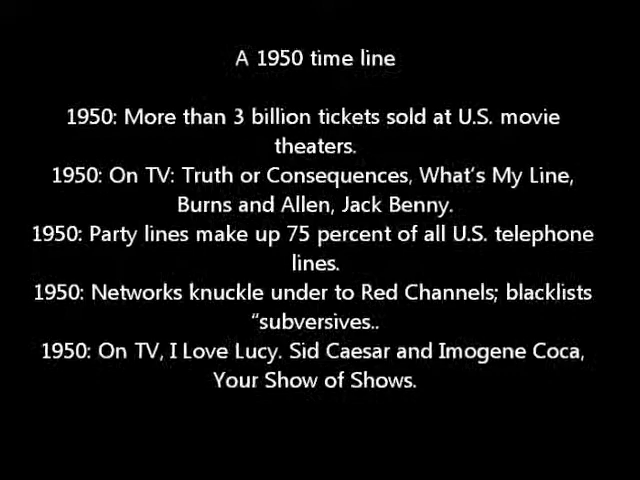 A 1950 time line
1950: More than 3 billion tickets sold at U.S. movie
theaters.
1950: On TV: Truth or Consequences, What's My Line,
Burns and Allen, Jack Benny.
1950: Party lines make up 75 percent of all U.S. telephone
lines.
1950: Networks knuckle under to Red Channels; blacklists
“subversives..
1950: On TV, I Love Lucy. Sid Caesar and Imogene Coca,
Your Show of Shows.